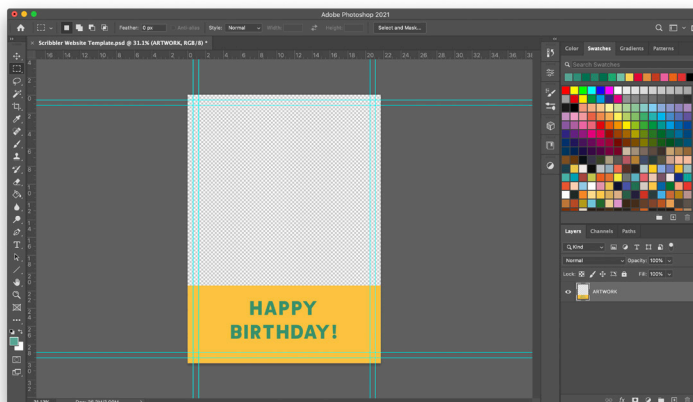 Adobe Photoshop 2021
Feather: 0 px Anti-alias Style: Normal Width: Height: Select and Mask...
× Scribbler Website Template.psd @ 31.1% (ARTWORK, RGB/8) *
Color Swatches Gradients Patterns
Search Swatches
HAPPY
BIRTHDAY!
Layers Channels Paths
Kind
Normal Opacity: 100%
Lock: Fill: 100%
ARTWORK